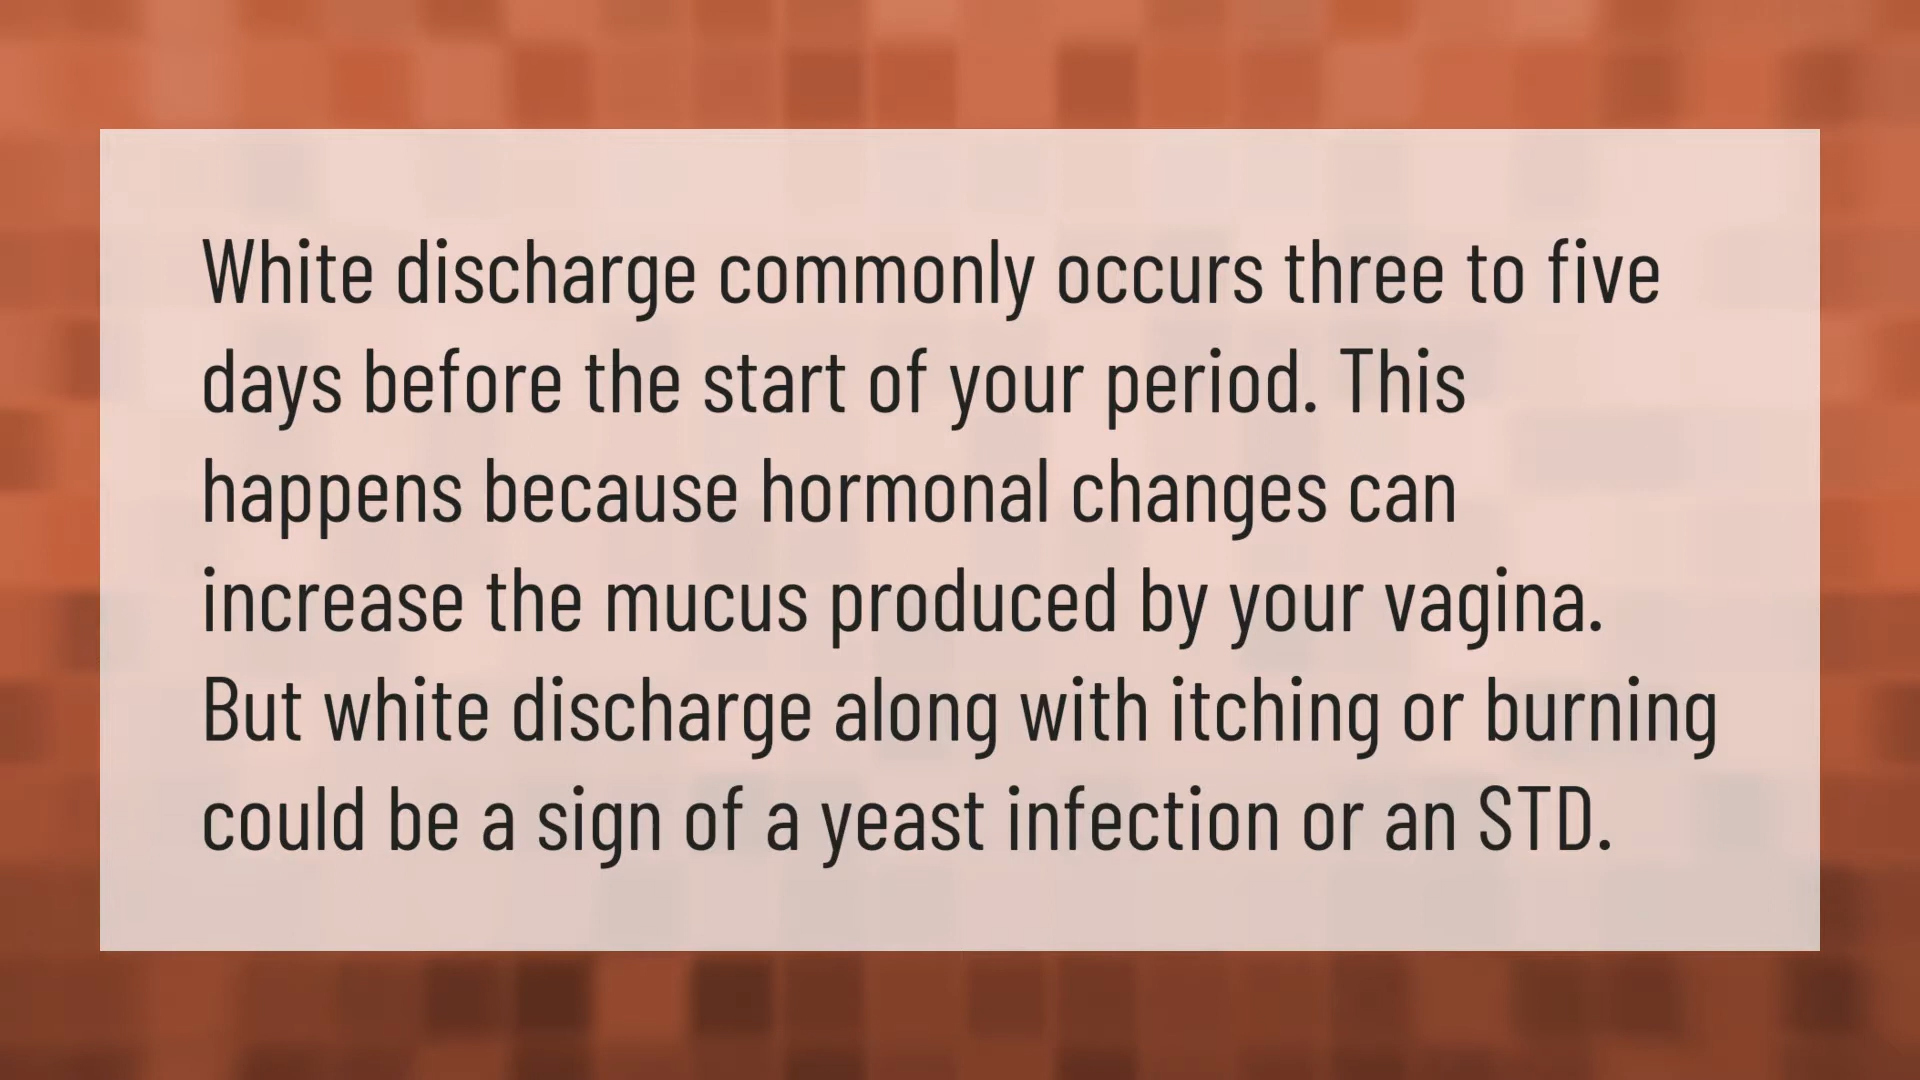 White discharge commonly occurs three to five
days before the start of your period. This
happens because hormonal changes can
increase the mucus produced by your vagina.
But white discharge along with itching or burning
could be a sign of a yeast infection or an STD.